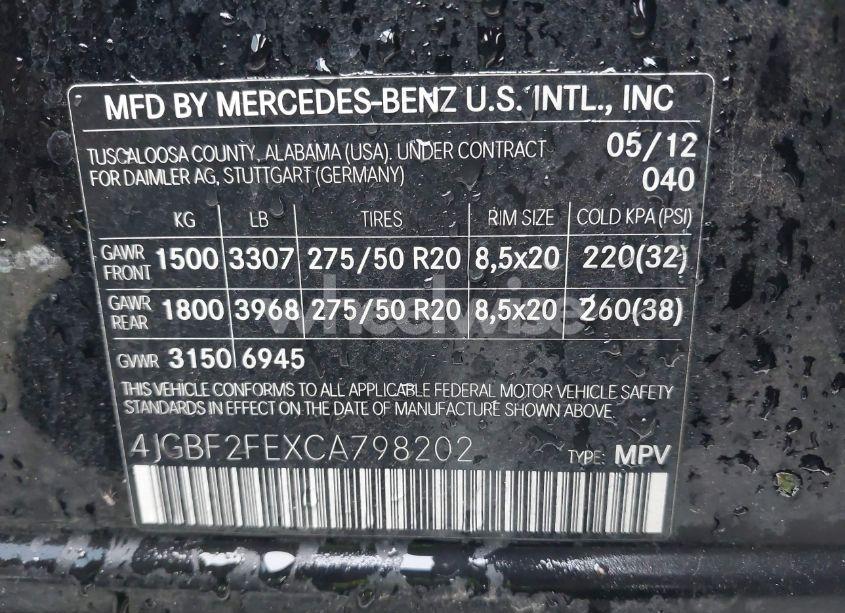 MFD BY MERCEDES-BENZ U.S. INTL., INC
TUSCALOOSA COUNTY, ALABAMA (USA). UNDER CONTRACT 05/12
FOR DAIMLER AG, STUTTGART (GERMANY) 040
KG LB TIRES RIM SIZE COLD KPA (PSI)
GAWR FRONT 1500 3307 275/50 R20 8,5x20 220(32)
GAWR REAR 1800 3968 275/50 R20 8,5x20 260(38)
wheelwise
GVWR 3150 6945
THIS VEHICLE CONFORMS TO ALL APPLICABLE FEDERAL MOTOR VEHICLE SAFETY
STANDARDS IN EFFECT ON THE DATE OF MANUFACTURE SHOWN ABOVE.
4JGBF2FEXCA798202 TYPE: MPV